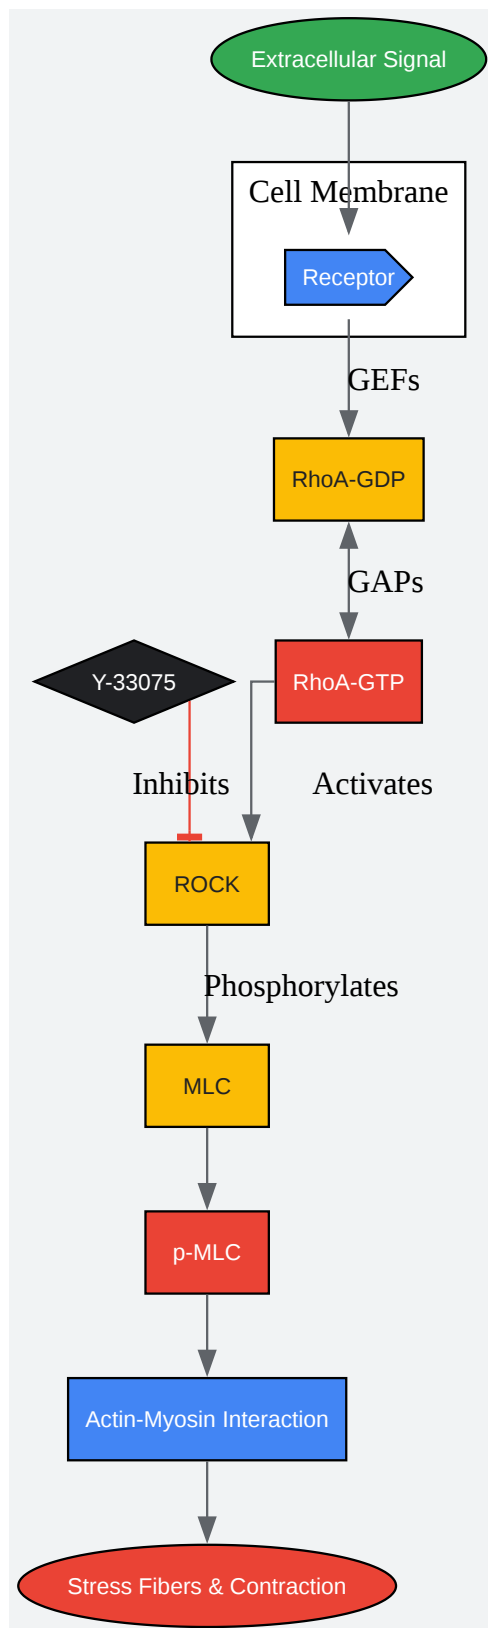 Extracellular Signal
Cell Membrane
Receptor
GEFs
RhoA-GDP
GAPs
Y-33075
RhoA-GTP
Inhibits
Activates
ROCK
Phosphorylates
MLC
p-MLC
Actin-Myosin Interaction
Stress Fibers & Contraction